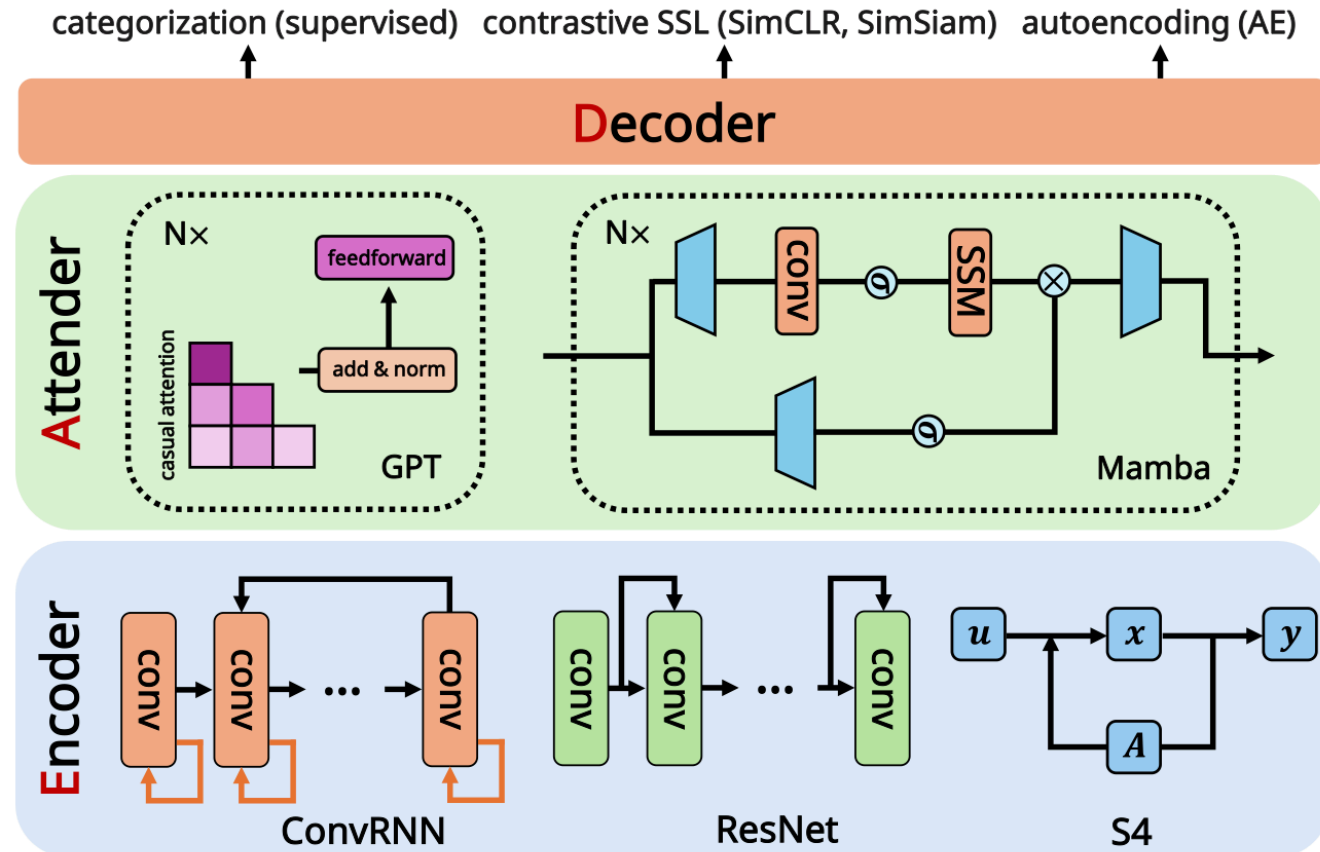 categorization (supervised) contrastive SSL (SimCLR, SimSiam) autoencoding (AE)
Decoder
Attender
N×
feedforward
add & norm
casual attention
GPT
N×
conv
σ
SSM
σ
Mamba
Encoder
conv
conv
...
conv
ConvRNN
conv
conv
...
conv
ResNet
u
x
y
A
S4